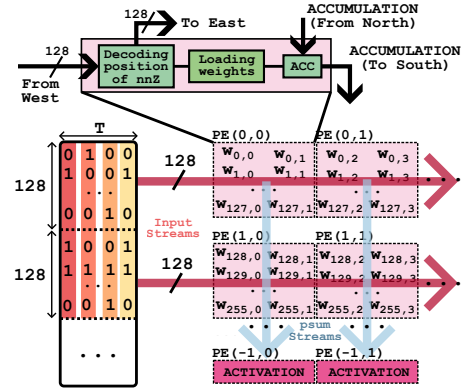 128
To East
ACCUMULATION
(From North)
128
From
West
Decoding
position
of nnZ
Loading
weights
ACC
ACCUMULATION
(To South)
T
128
0 1 0 0
1 0 0 1
...
0 0 1 0
128
Input
Streams
PE(0,0)
W0,0 W0,1
W1,0 W1,1
...
W127,0 W127,1
PE(0,1)
W0,2 W0,3
W1,2 W1,3
...
W127,2 W127,3
...
128
1 0 0 1
1 1 1 1
....
0 0 1 0
128
PE(1,0)
W128,0 W128,1
W129,0 W129,1
...
W255,0 W255,1
PE(1,1)
W128,2 W128,3
W129,2 W129,3
...
W255,2 W255,3
...
...
psum
Streams
PE(-1,0)
ACTIVATION
PE(-1,1)
ACTIVATION